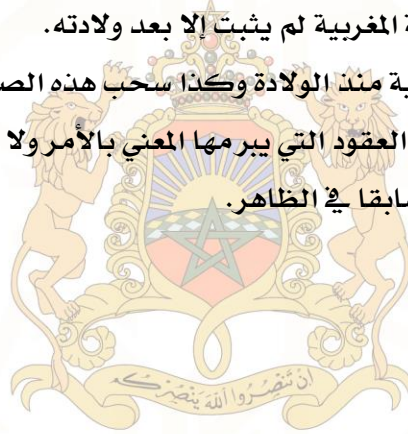 ة المغربية لم يثبت إلا بعد ولادته.
ية منذ الولادة وكذا سحب هذه الص
العقود التي يبرمها المعني بالأمر ولا
سابقا في الظاهر.
إن تنصروا الله ينصركم